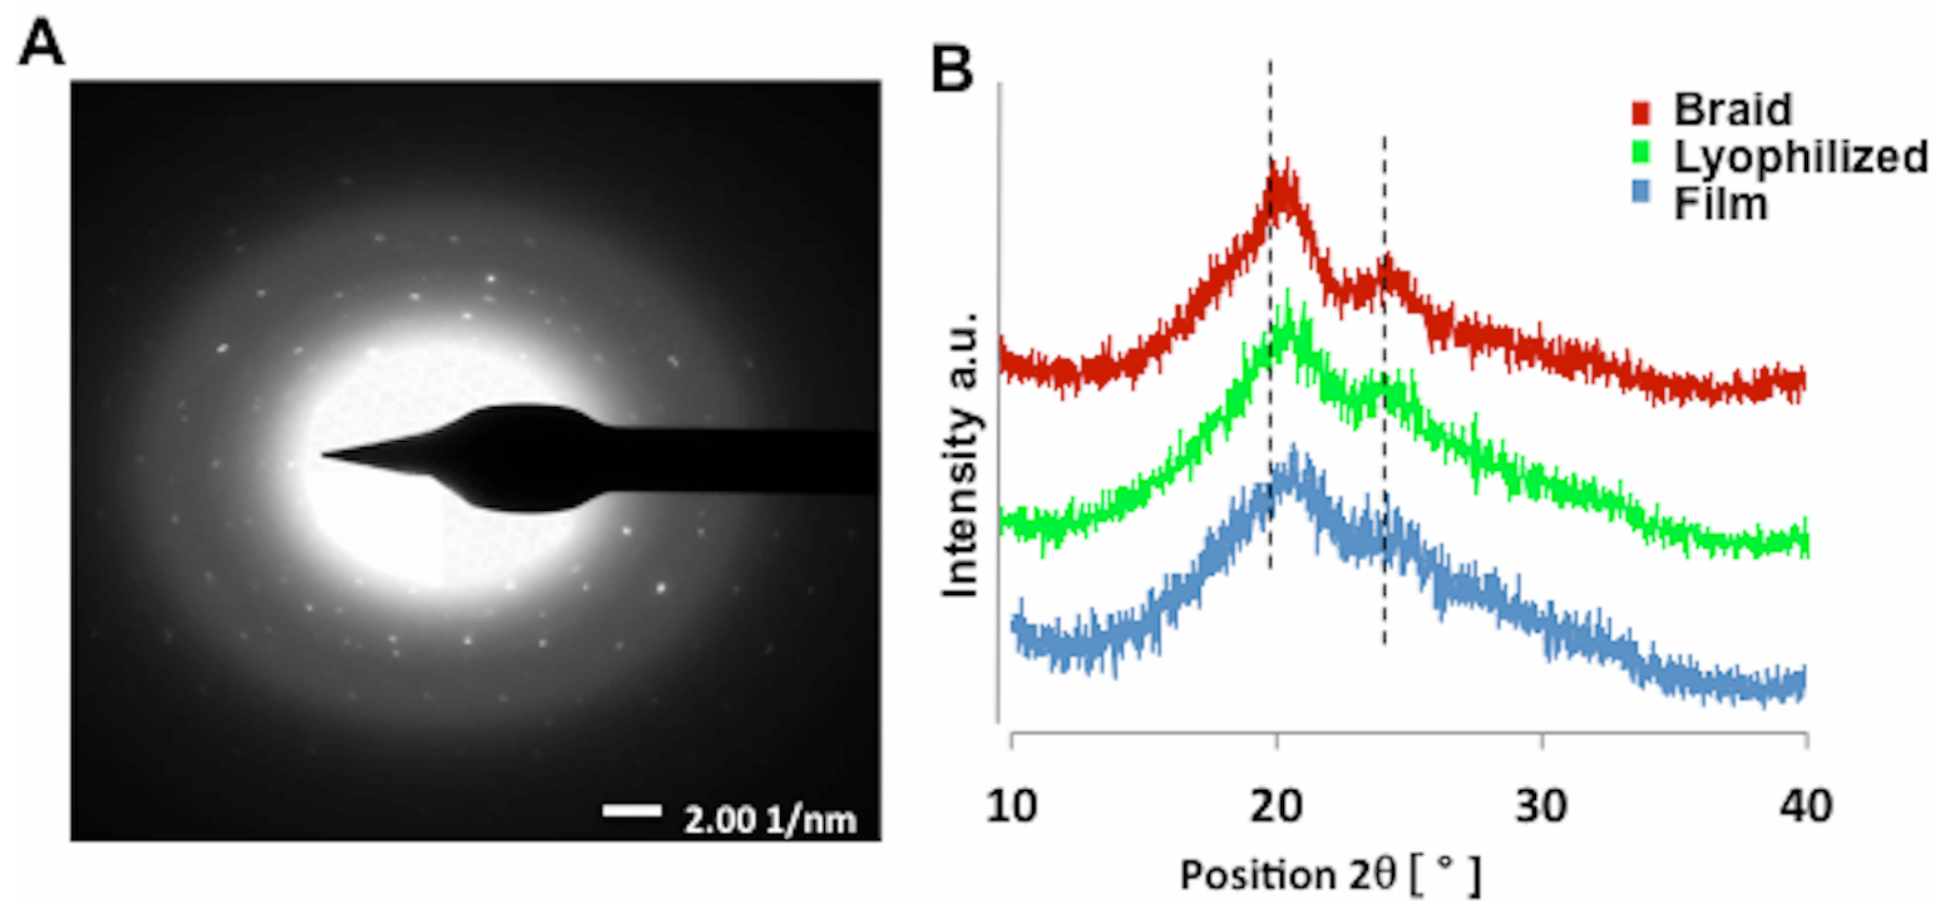 A
2.00 1/nm
B
Braid
Lyophilized
Film
Intensity a.u.
10 20 30 40
Position 2θ [ ° ]